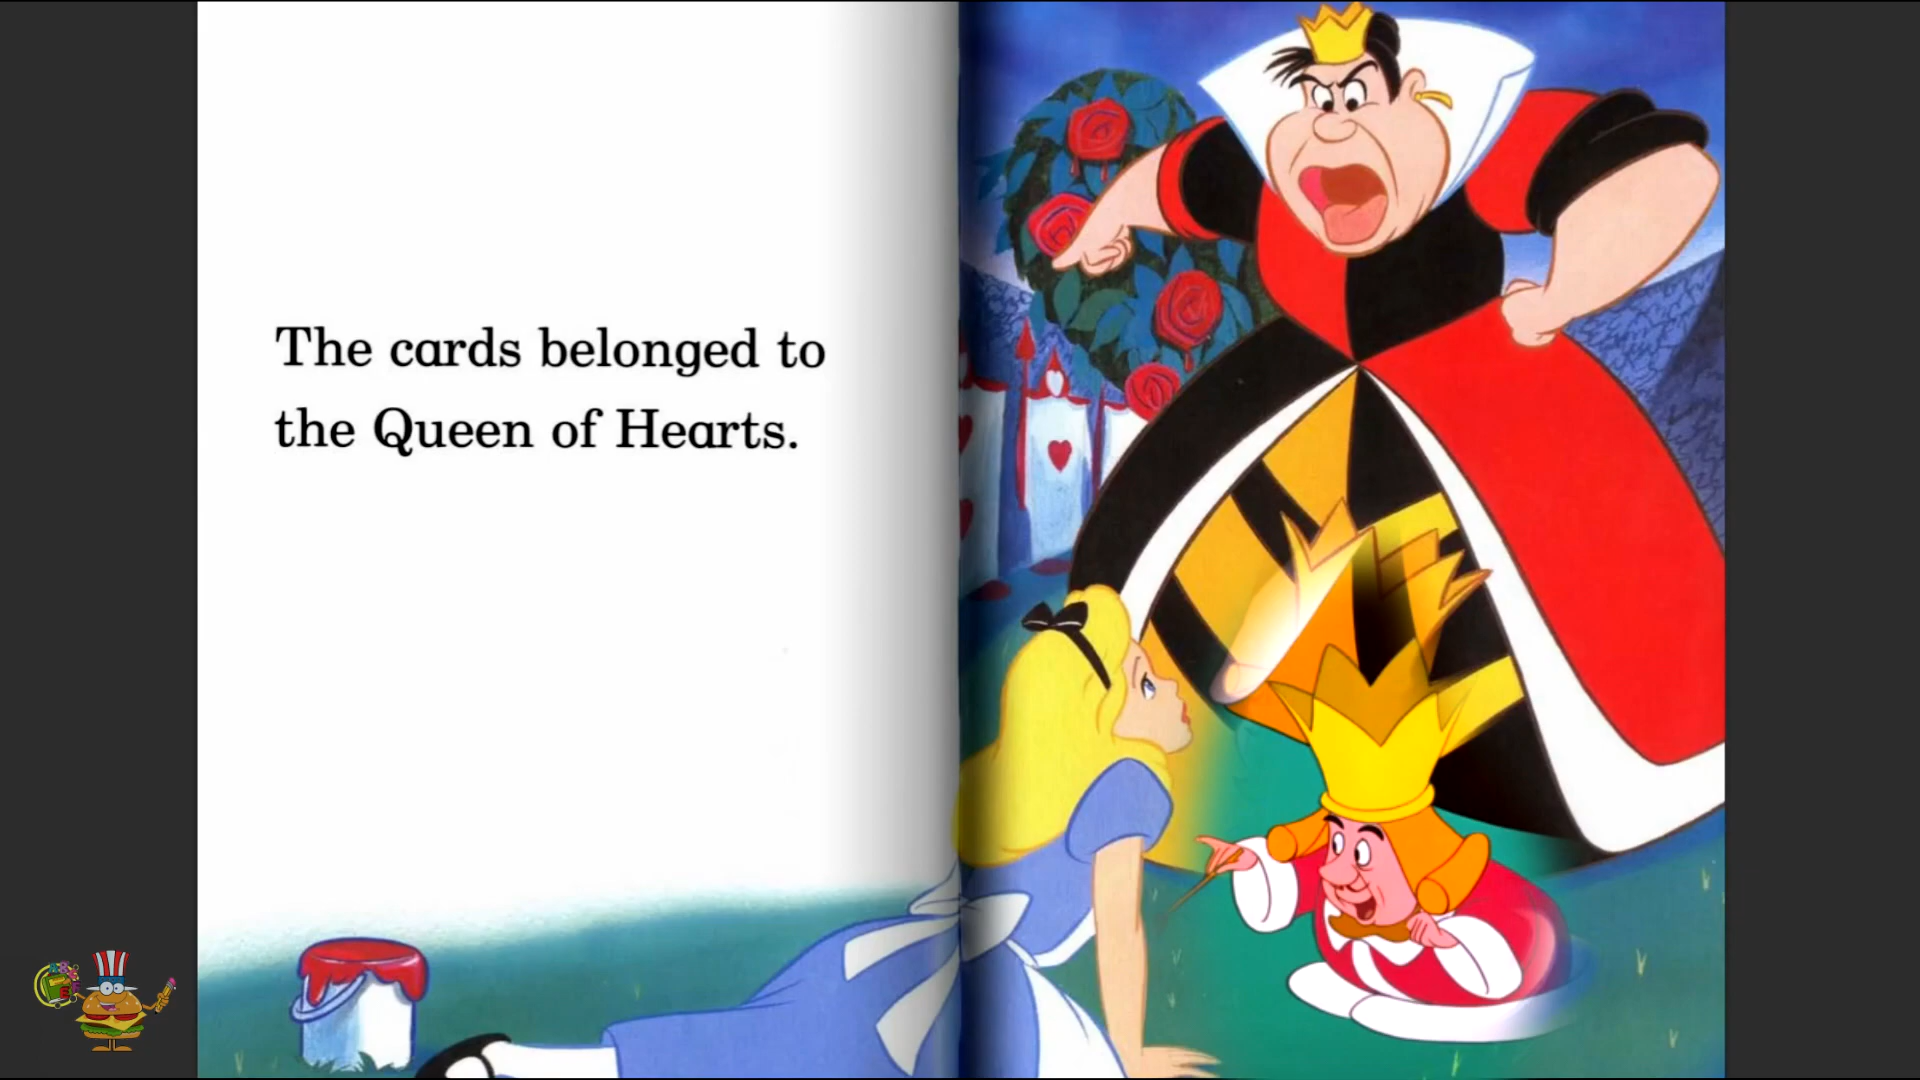 The cards belonged to
the Queen of Hearts.